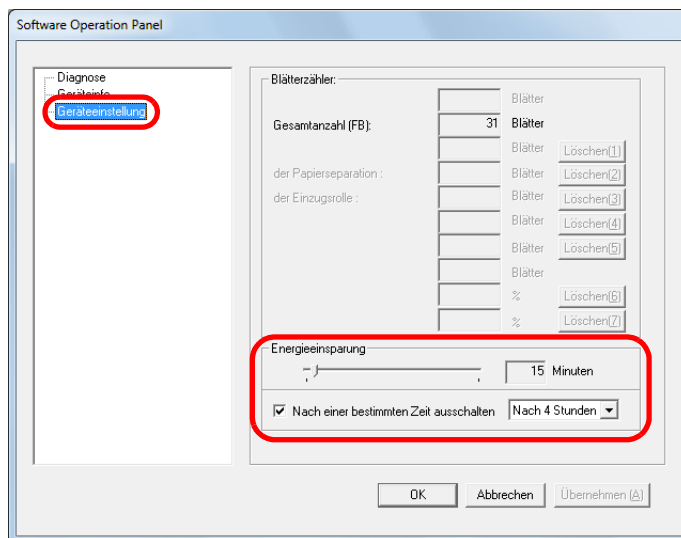 Software Operation Panel
Diagnose
Geräteinfo
Geräteeinstellung
Blätterzähler:
Blätter
Gesamtanzahl (FB): 31 Blätter
Blätter Löschen(1)
der Papierseparation : Blätter Löschen(2)
der Einzugsrolle : Blätter Löschen(3)
Blätter Löschen(4)
Blätter Löschen(5)
Blätter
% Löschen(6)
% Löschen(7)
Energieeinsparung
15 Minuten
Nach einer bestimmten Zeit ausschalten Nach 4 Stunden
OK Abbrechen Übernehmen (A)